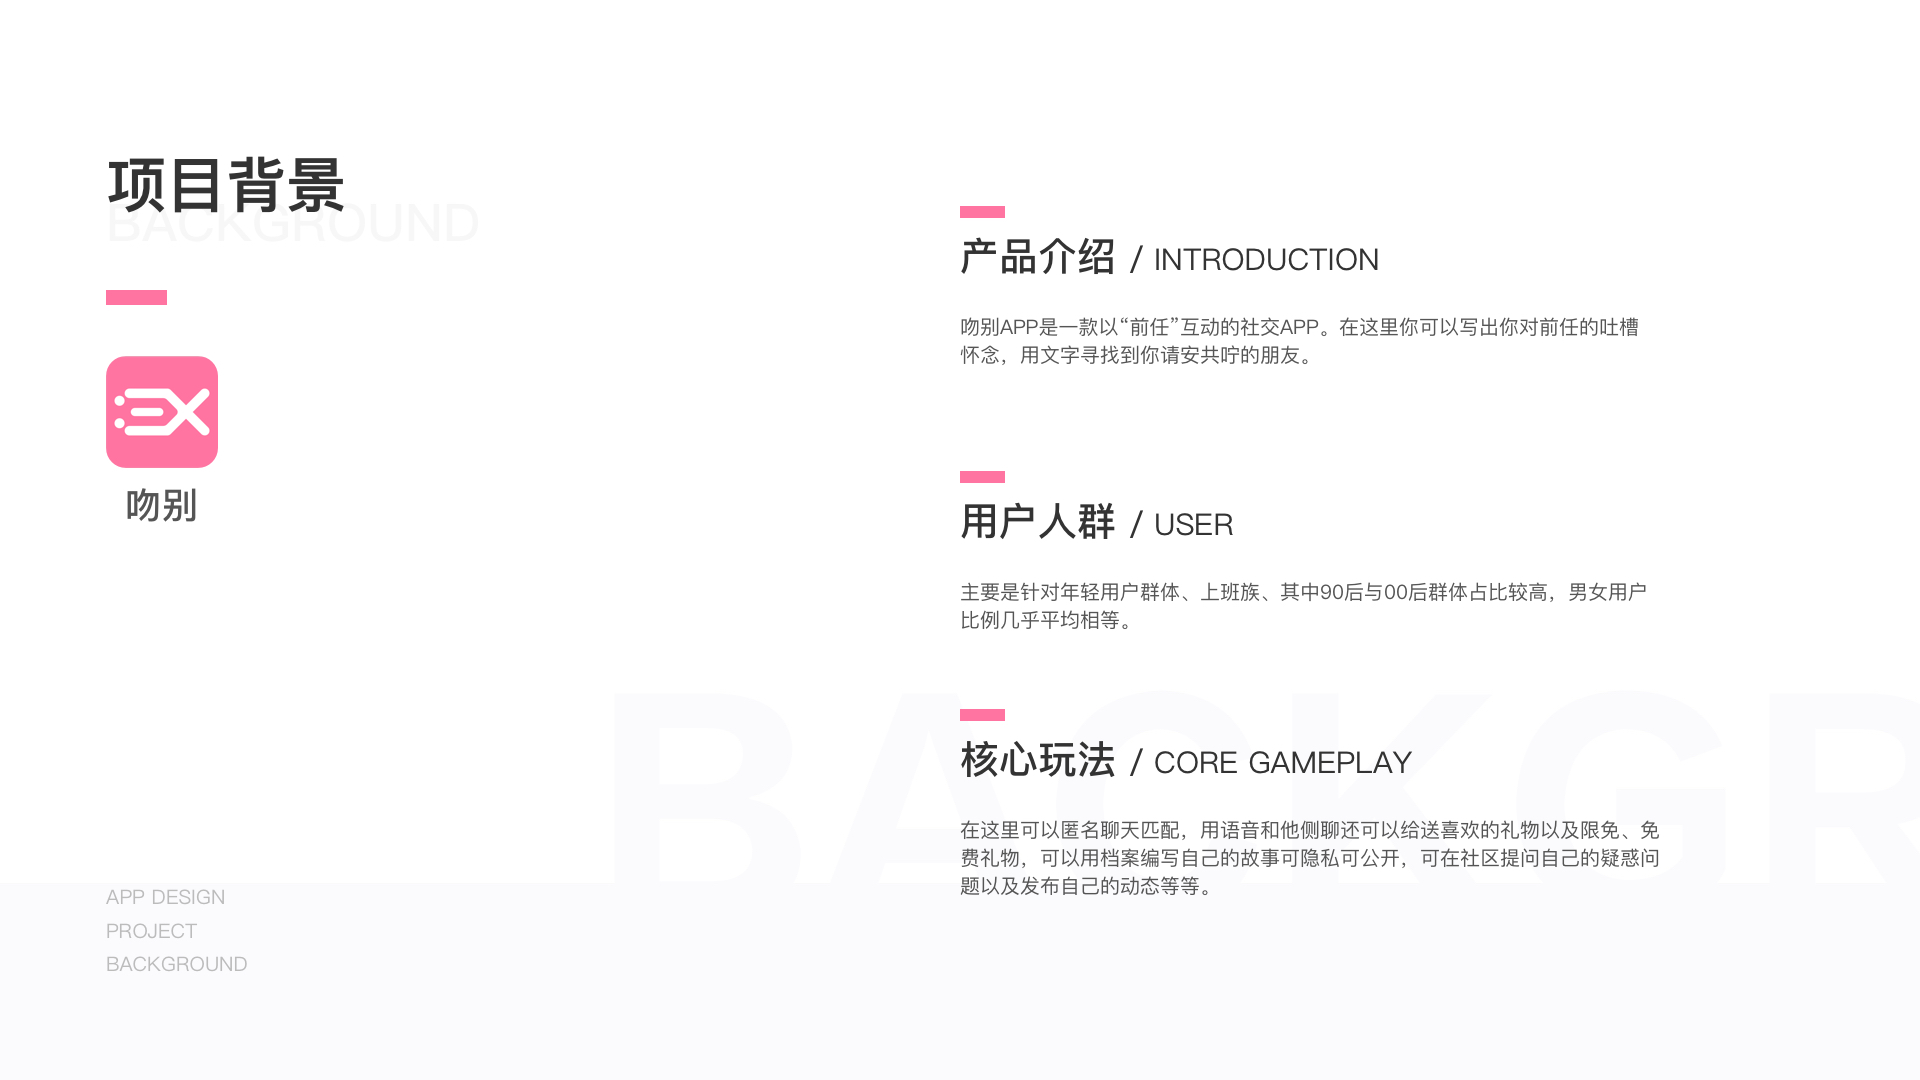 项目背景
BACKGROUND
EX
吻别
产品介绍 / INTRODUCTION
吻别APP是一款以“前任”互动的社交APP。在这里你可以写出你对前任的吐槽
怀念，用文字寻找到你请安共咛的朋友。
用户人群 / USER
主要是针对年轻用户群体、上班族、其中90后与00后群体占比较高，男女用户
比例几乎平均相等。
核心玩法 / CORE GAMEPLAY
在这里可以匿名聊天匹配，用语音和他侧聊还可以给送喜欢的礼物以及限免、免
费礼物，可以用档案编写自己的故事可隐私可公开，可在社区提问自己的疑惑问
题以及发布自己的动态等等。
BACKGR
APP DESIGN
PROJECT
BACKGROUND